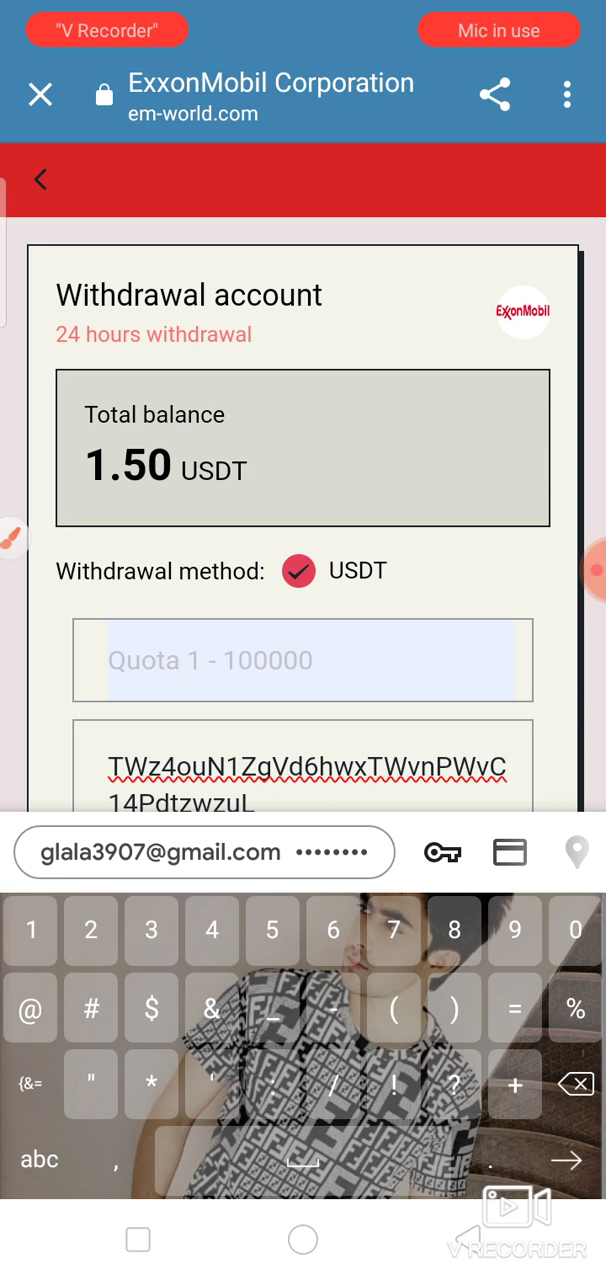 "V Recorder"
Mic in use
ExxonMobil Corporation
em-world.com
Withdrawal account
24 hours withdrawal
ExxonMobil
Total balance
1.50 USDT
Withdrawal method: USDT
Quota 1 - 100000
TWz4ouN1ZgVd6hwxTWvnPWvC
14PdtzwzuL
glala3907@gmail.com ••••••••
1 2 3 4 5 6 7 8 9 0
@ # $ & _ - ( ) = %
{&= " * ' : / ! ? +
abc , .
V RECORDER